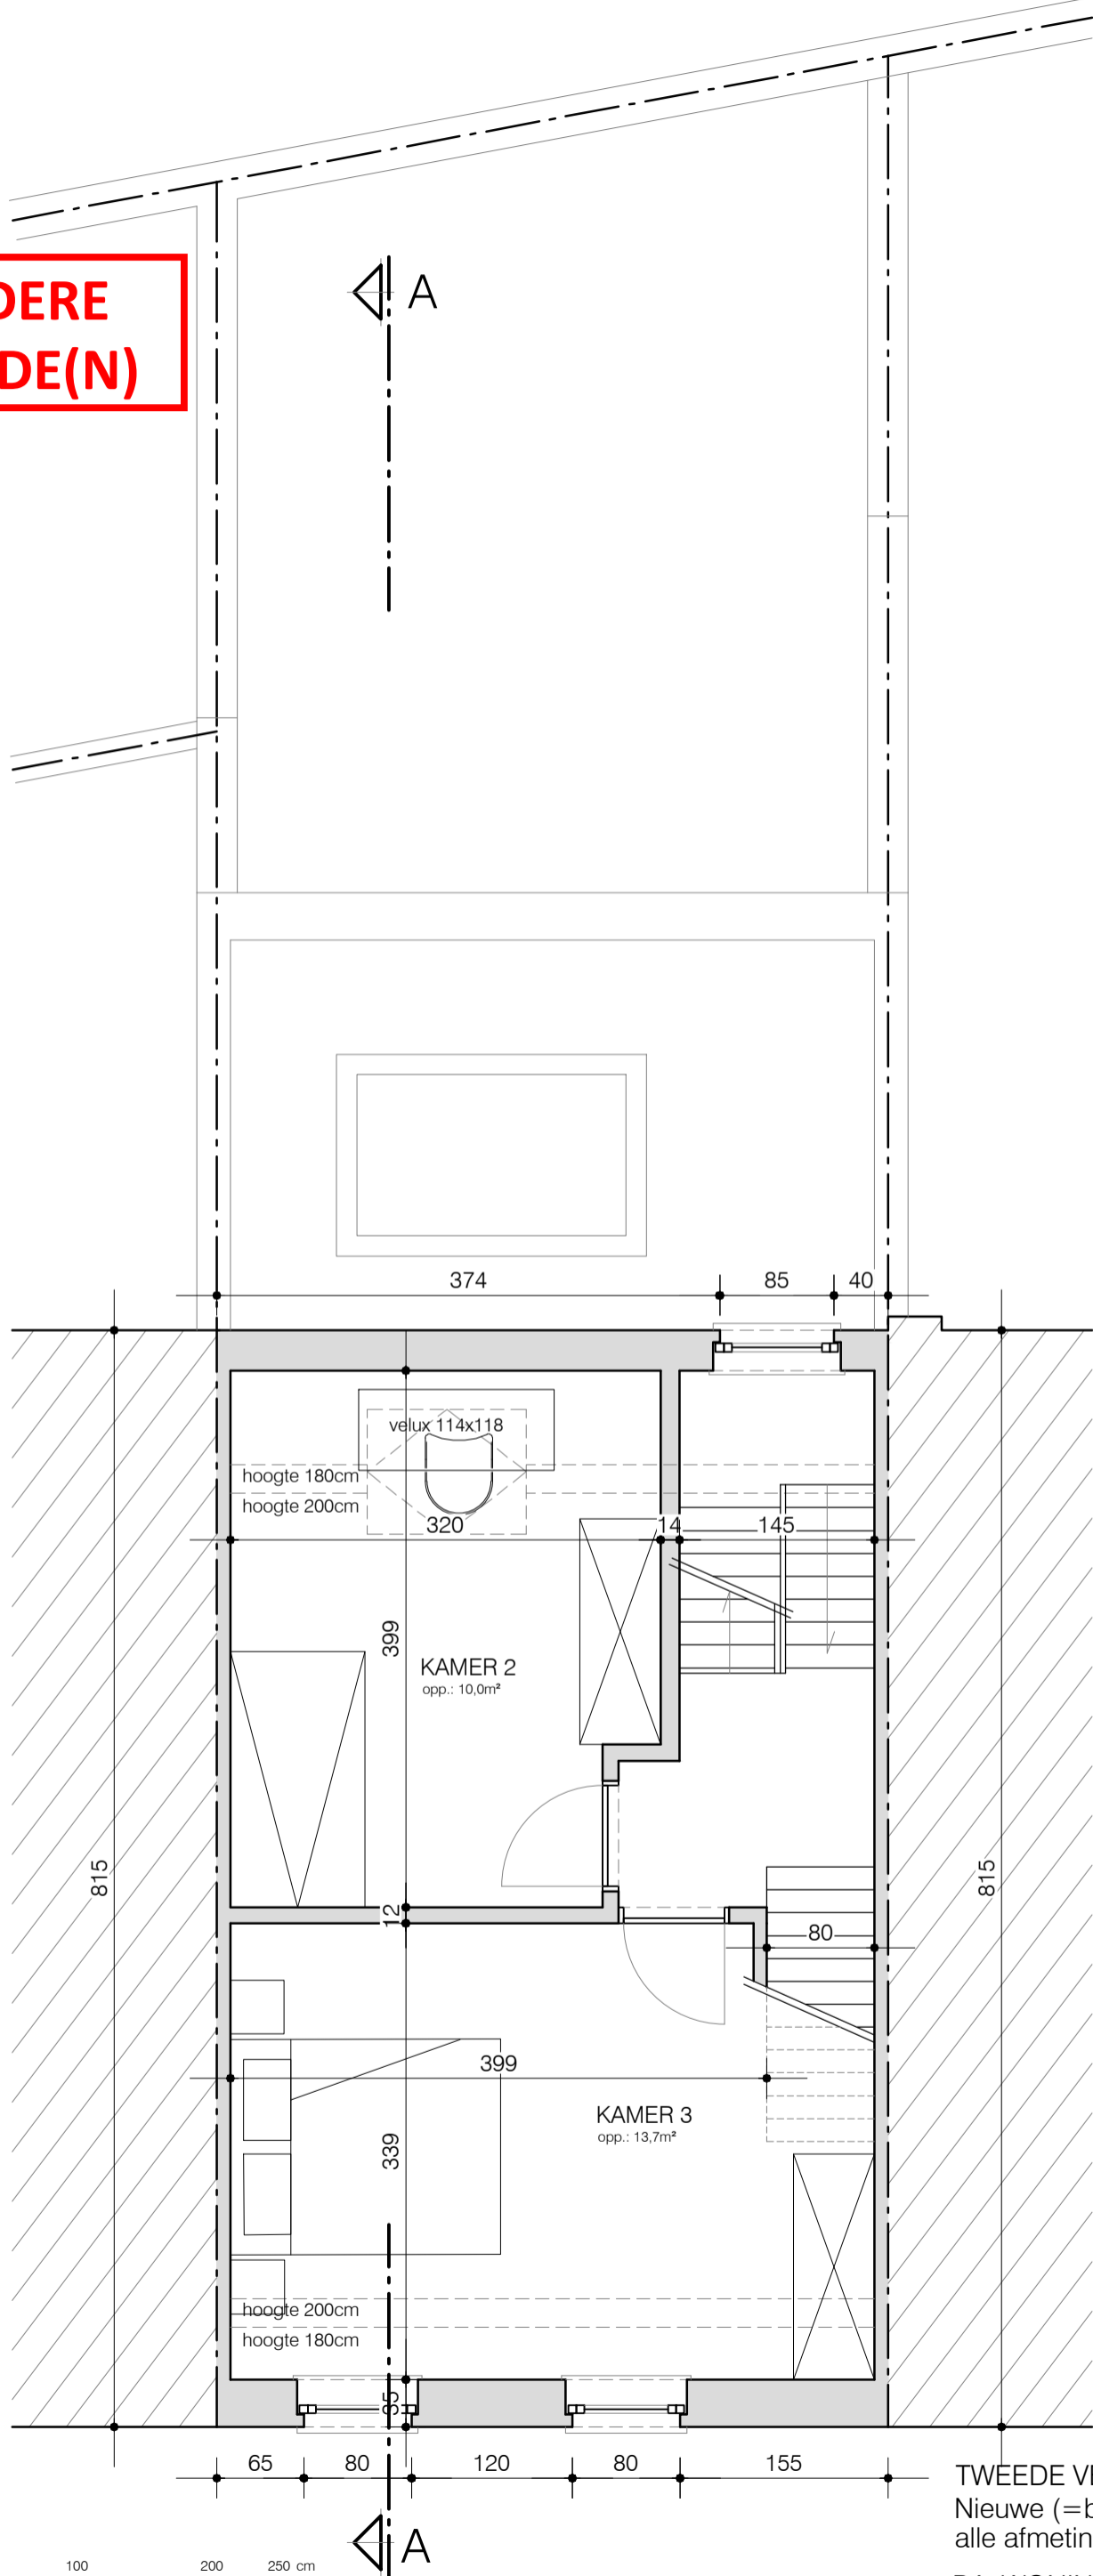 DERE
DE(N)
A
374
85
40
velux 114x118
hoogte 180cm
hoogte 200cm
320
14
145
399
KAMER 2
opp.: 10,0m²
815
815
12
80
399
KAMER 3
opp.: 13,7m²
339
hoogte 200cm
hoogte 180cm
35
65
80
120
80
155
TWEEDE VE
Nieuwe (=b
alle afmetin
A
100
200
250 cm